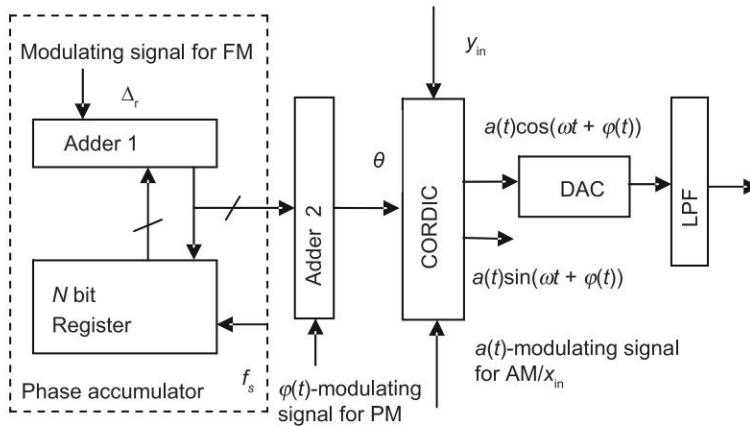 Modulating signal for FM
Δr
Adder 1
N bit
Register
Phase accumulator
fs
Adder 2
φ(t)-modulating
signal for PM
θ
yin
CORDIC
a(t)cos(ωt + φ(t))
a(t)sin(ωt + φ(t))
a(t)-modulating signal
for AM/xin
DAC
LPF